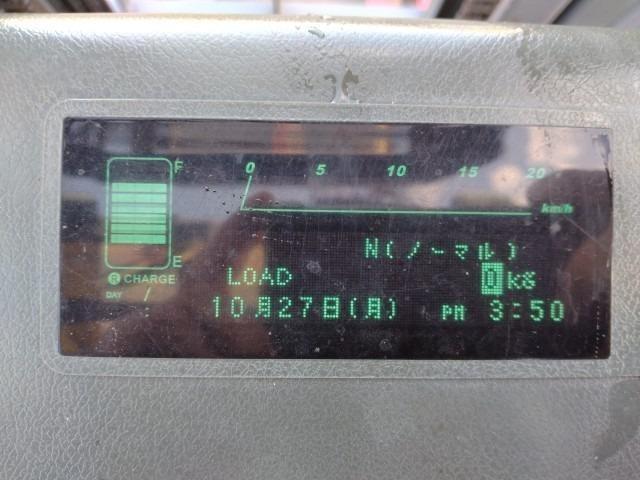 F
0 5 10 15 20
km/h
N(ノーマル)
E
® CHARGE
LOAD 0kg
DAY /
:
10月27日(月) PM 3:50